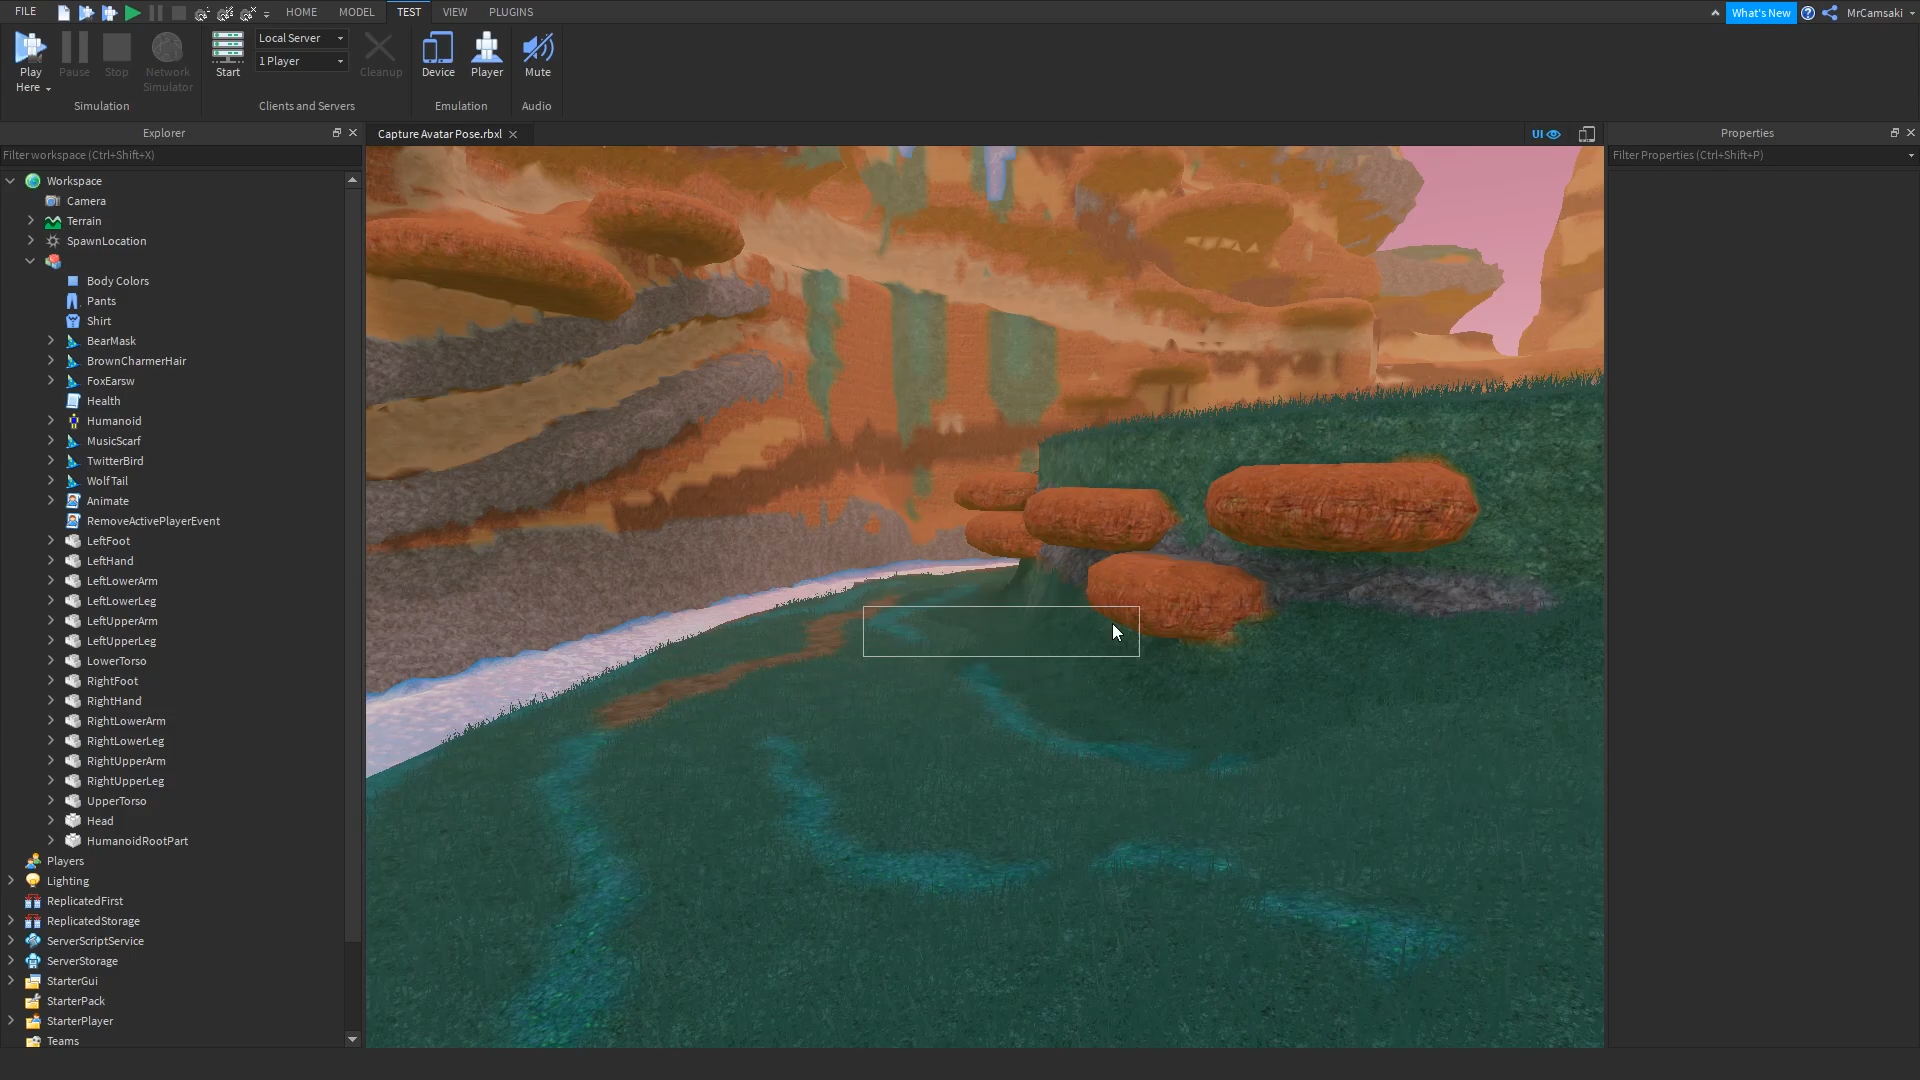 FILE HOME MODEL TEST VIEW PLUGINS What's New MrCamsaki
Play Here
Pause
Stop
Network Simulator
Simulation
Start
Local Server
1 Player
Cleanup
Clients and Servers
Device
Player
Emulation
Mute
Audio
Explorer
Filter workspace (Ctrl+Shift+X)
Workspace
Camera
Terrain
SpawnLocation
Body Colors
Pants
Shirt
BearMask
BrownCharmerHair
FoxEarsw
Health
Humanoid
MusicScarf
TwitterBird
WolfTail
Animate
RemoveActivePlayerEvent
LeftFoot
LeftHand
LeftLowerArm
LeftLowerLeg
LeftUpperArm
LeftUpperLeg
LowerTorso
RightFoot
RightHand
RightLowerArm
RightLowerLeg
RightUpperArm
RightUpperLeg
UpperTorso
Head
HumanoidRootPart
Players
Lighting
ReplicatedFirst
ReplicatedStorage
ServerScriptService
ServerStorage
StarterGui
StarterPack
StarterPlayer
Teams
Capture Avatar Pose.rbxl
UI
Properties
Filter Properties (Ctrl+Shift+P)